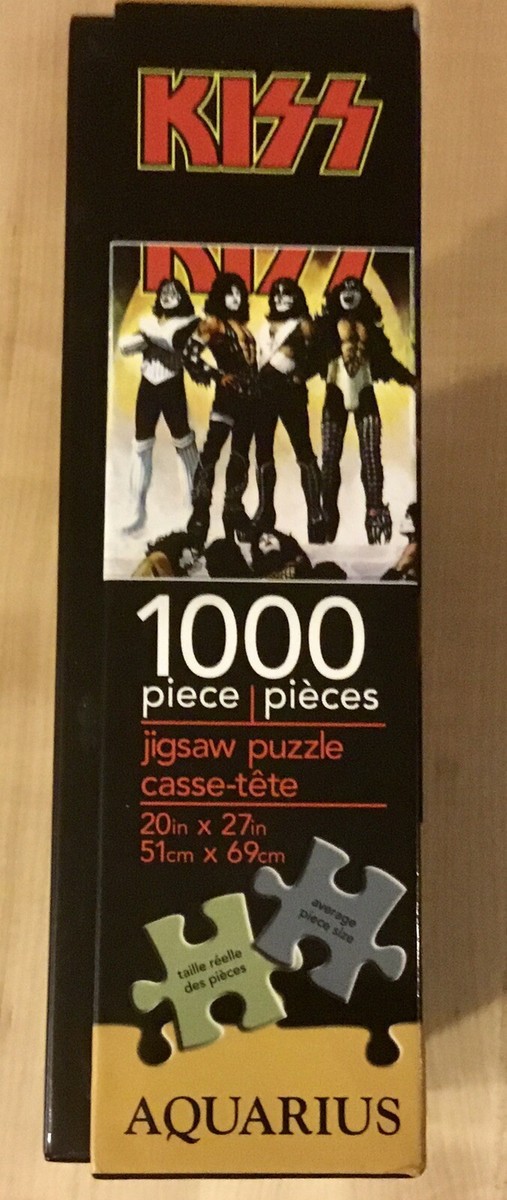 KISS
KISS
1000
piece | pièces
jigsaw puzzle
casse-tête
20in x 27in
51cm x 69cm
average
piece size
taille réelle
des pièces
AQUARIUS